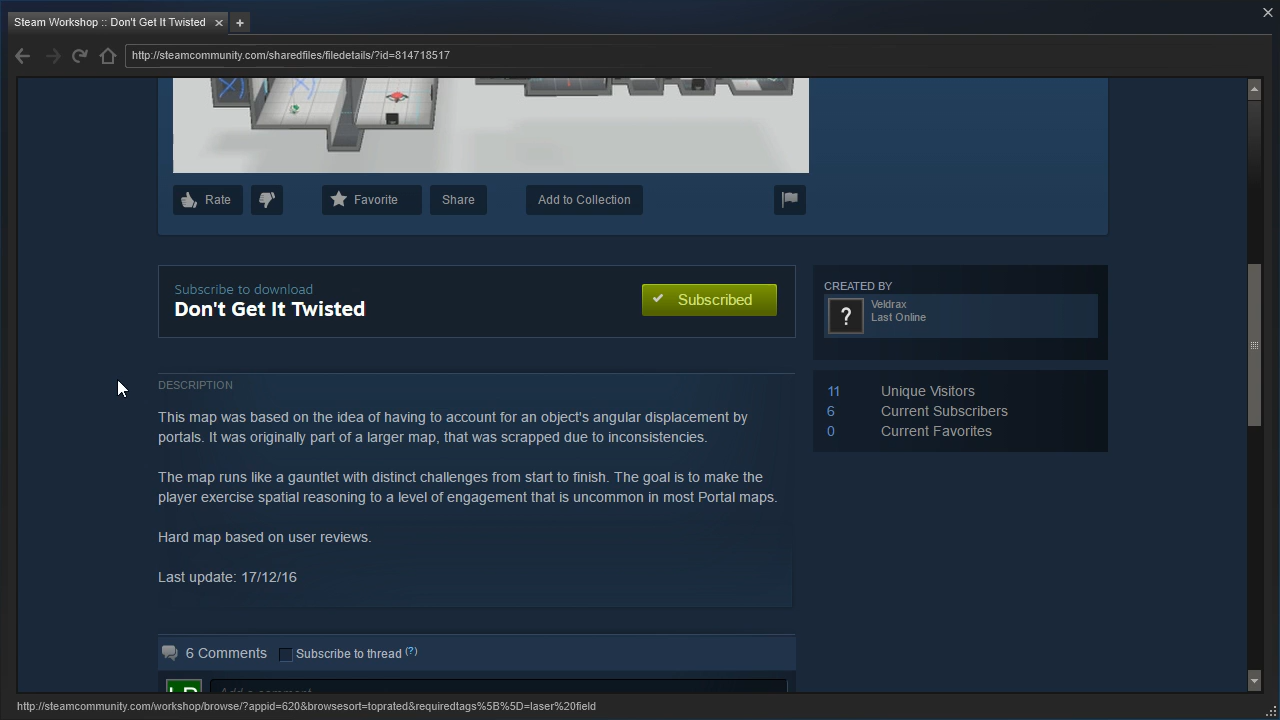 Steam Workshop :: Don't Get It Twisted
http://steamcommunity.com/sharedfiles/filedetails/?id=814718517
Rate
Favorite
Share
Add to Collection
Subscribe to download
Don't Get It Twisted
Subscribed
CREATED BY
Veldrax
Last Online
11 Unique Visitors
6 Current Subscribers
0 Current Favorites
DESCRIPTION
This map was based on the idea of having to account for an object's angular displacement by
portals. It was originally part of a larger map, that was scrapped due to inconsistencies.
The map runs like a gauntlet with distinct challenges from start to finish. The goal is to make the
player exercise spatial reasoning to a level of engagement that is uncommon in most Portal maps.
Hard map based on user reviews.
Last update: 17/12/16
6 Comments
Subscribe to thread (?)
Add a comment
http://steamcommunity.com/workshop/browse/?appid=620&browsesort=toprated&requiredtags%5B%5D=laser%20field